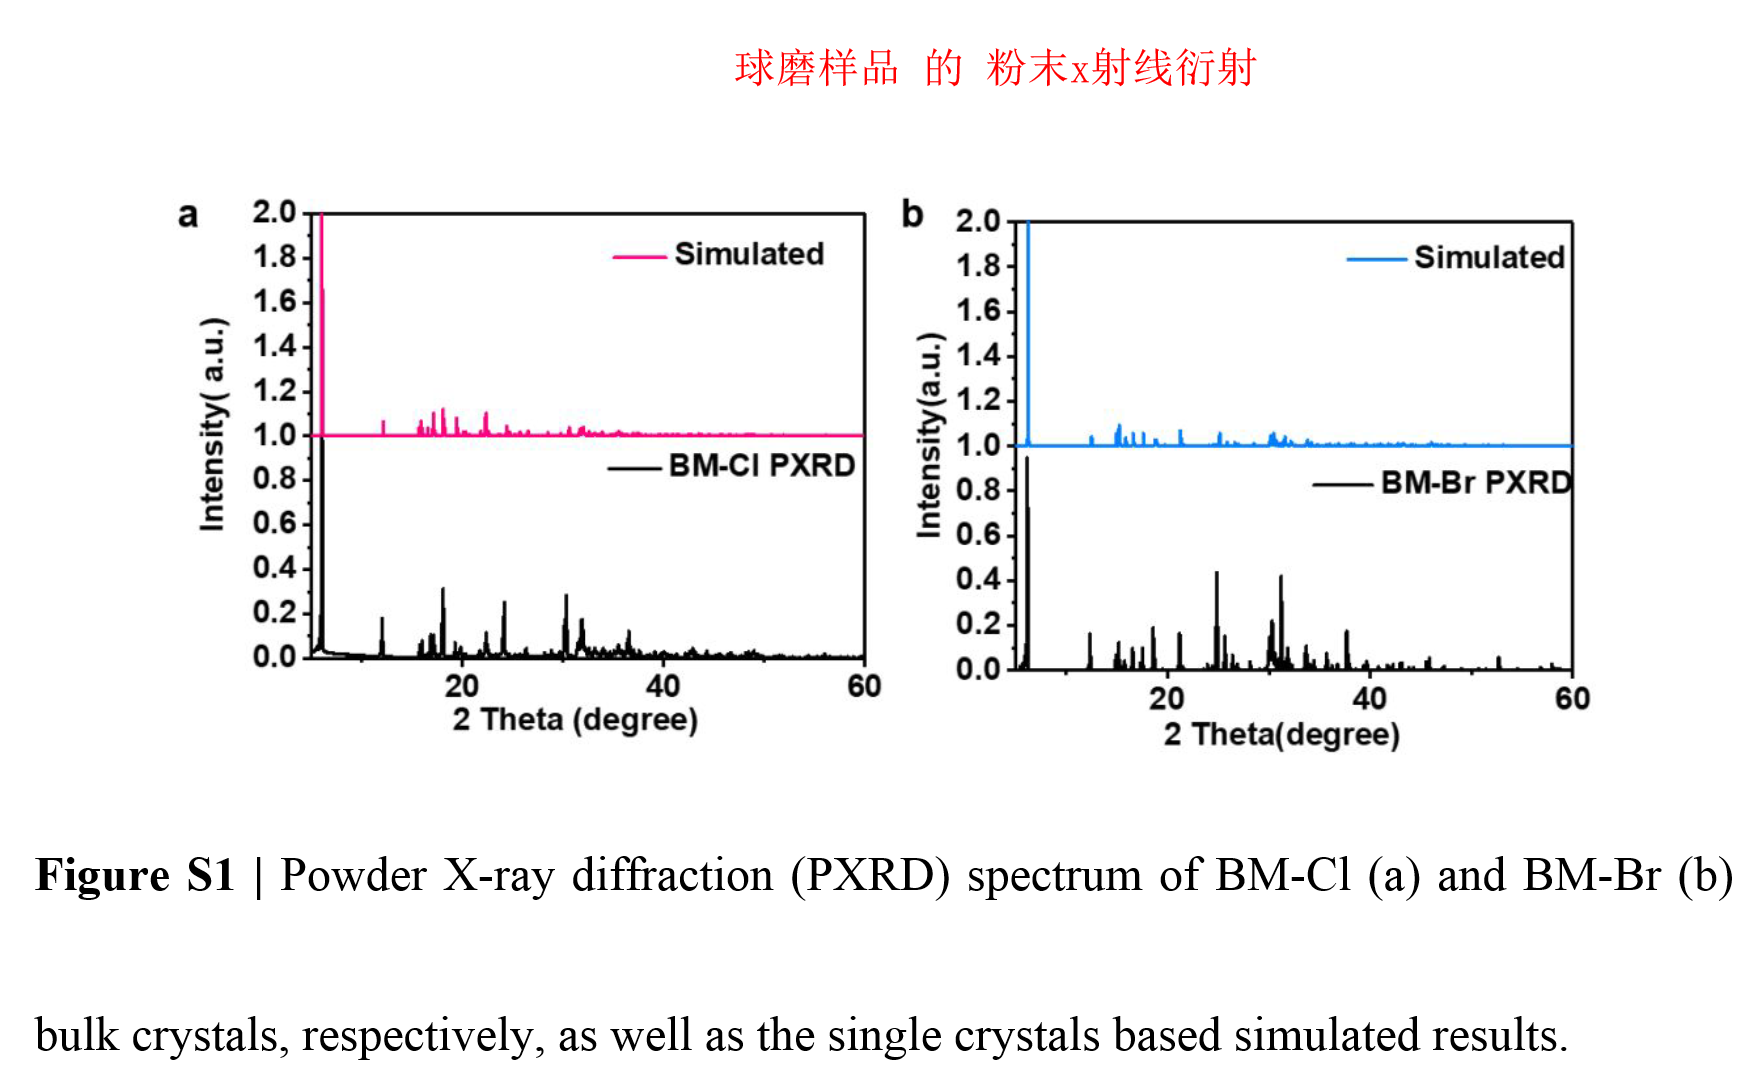 球磨样品 的 粉末x射线衍射
a
2.0
1.8
1.6
1.4
1.2
1.0
0.8
0.6
0.4
0.2
0.0
Intensity( a.u.)
Simulated
BM-Cl PXRD
20
40
60
2 Theta (degree)
b
2.0
1.8
1.6
1.4
1.2
1.0
0.8
0.6
0.4
0.2
0.0
Intensity(a.u.)
Simulated
BM-Br PXRD
20
40
60
2 Theta(degree)
Figure S1 | Powder X-ray diffraction (PXRD) spectrum of BM-Cl (a) and BM-Br (b)
bulk crystals, respectively, as well as the single crystals based simulated results.